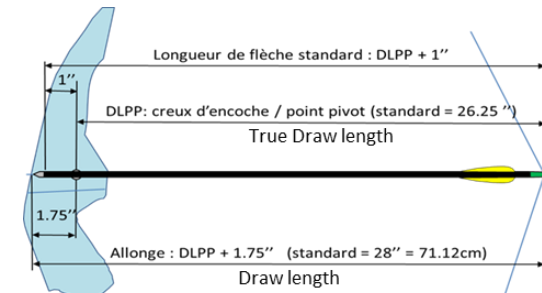 Longueur de flèche standard : DLPP + 1’’
1’’
DLPP: creux d’encoche / point pivot (standard = 26.25 ’’)
True Draw length
1.75’’
Allonge : DLPP + 1.75’’ (standard = 28’’ = 71.12cm)
Draw length